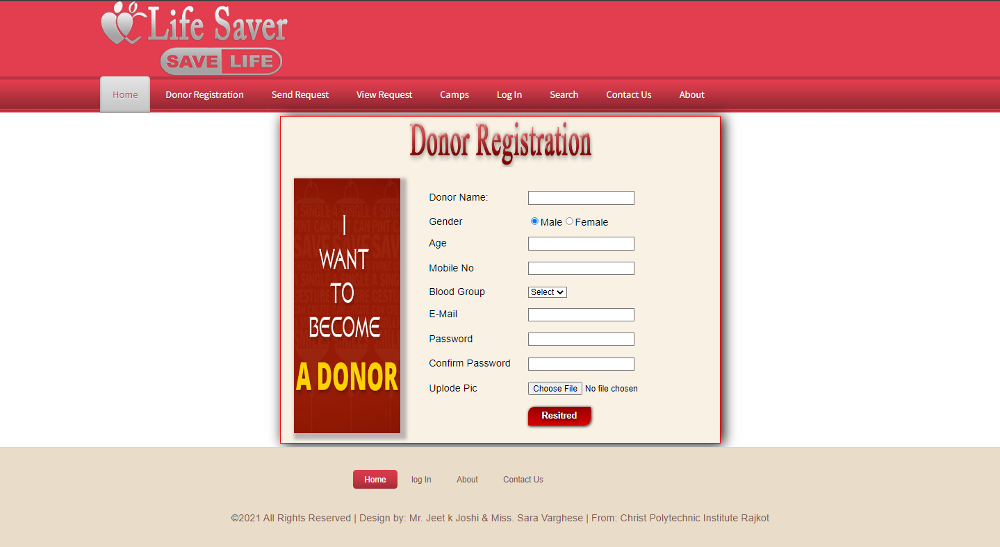 Life Saver
SAVE LIFE
Home Donor Registration Send Request View Request Camps Log In Search Contact Us About
Donor Registration
I
WANT
TO
BECOME
A DONOR
Donor Name:
Gender Male Female
Age
Mobile No
Blood Group Select
E-Mail
Password
Confirm Password
Uplode Pic Choose File No file chosen
Resitred
Home log In About Contact Us
©2021 All Rights Reserved | Design by: Mr. Jeet k Joshi & Miss. Sara Varghese | From: Christ Polytechnic Institute Rajkot